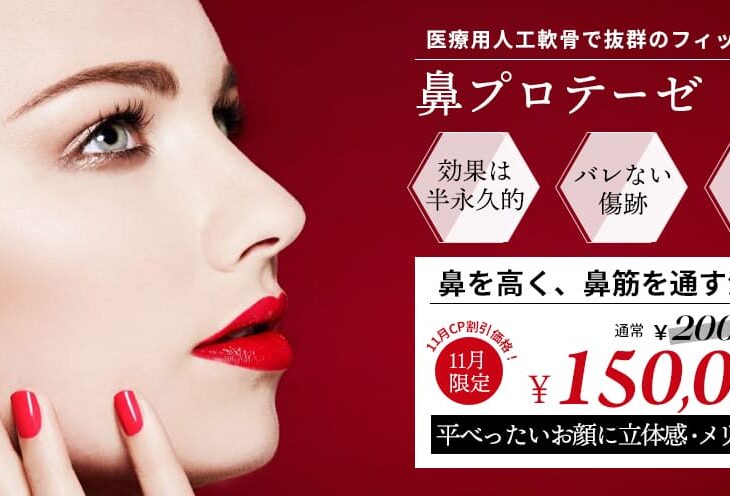 医療用人工軟骨で抜群のフィッ
鼻プロテーゼ
効果は
半永久的
バレない
傷跡
鼻を高く、鼻筋を通す
11月CP割引価格！
通常 ¥200
11月
限定
¥150,0
平べったいお顔に立体感・メリ